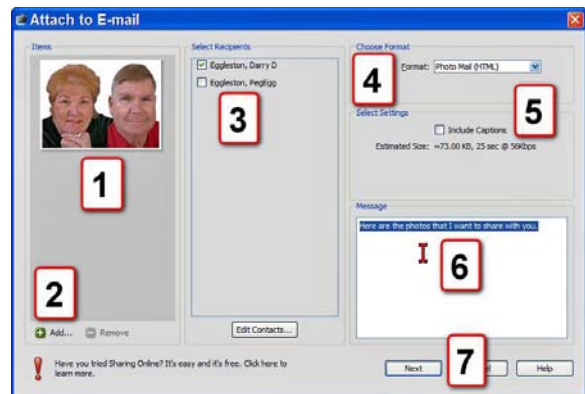 Attach to E-mail
Items
Select Recipients
Choose Format
Eggleston, Darry D
Eggleston, PegEgg
Format: Photo Mail (HTML)
4
5
3
Select Settings
Include Captions
Estimated Size: ~73.00 KB, 25 sec @ 56Kbps
1
Message
Here are the photos that I want to share with you.
6
2
Add... Remove
Edit Contacts...
7
Have you tried Sharing Online? It's easy and it's free. Click here to
learn more.
Next
Help